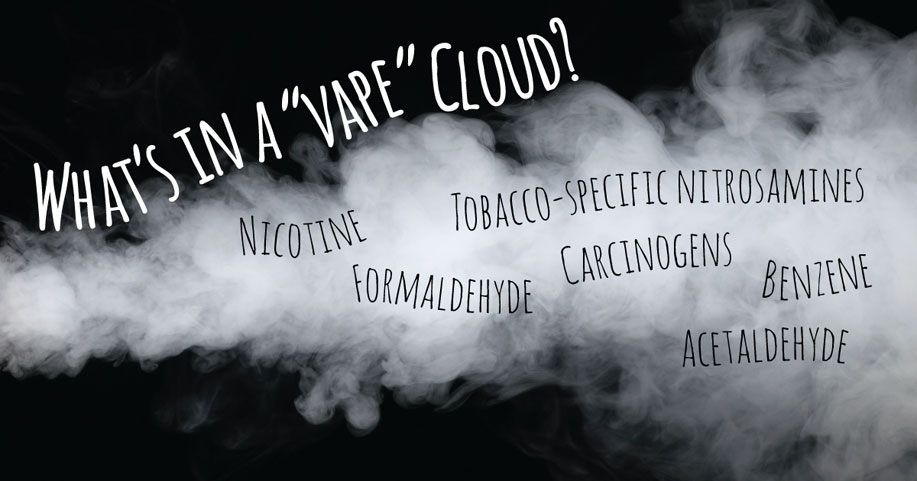 What's in a "vape" Cloud?
Nicotine
Tobacco-specific nitrosamines
Formaldehyde
Carcinogens
Benzene
Acetaldehyde